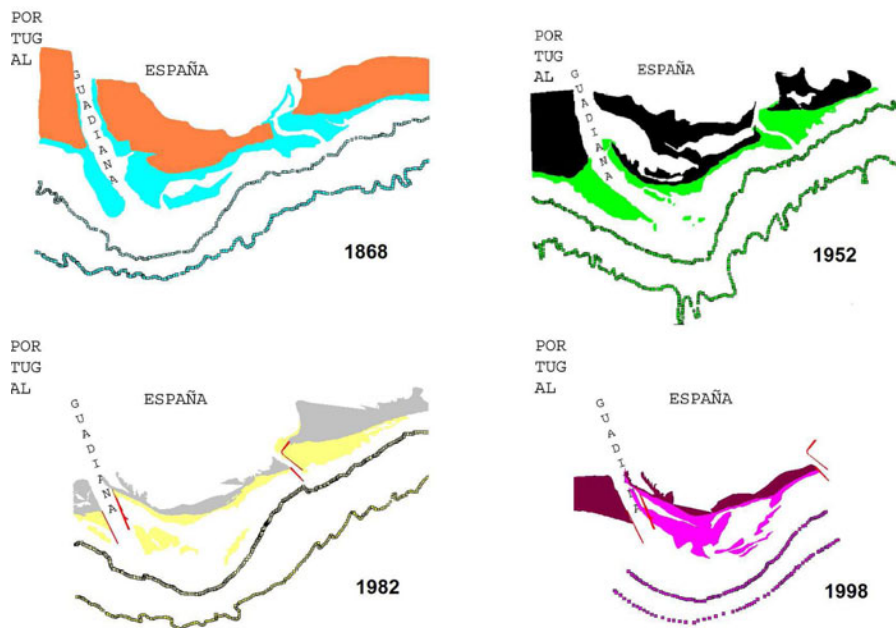 POR
TUG
AL
ESPAÑA
GUADIANA
1868
POR
TUG
AL
ESPAÑA
GUADIANA
1952
POR
TUG
AL
ESPAÑA
GUADIANA
1982
POR
TUG
AL
ESPAÑA
GUADIANA
1998